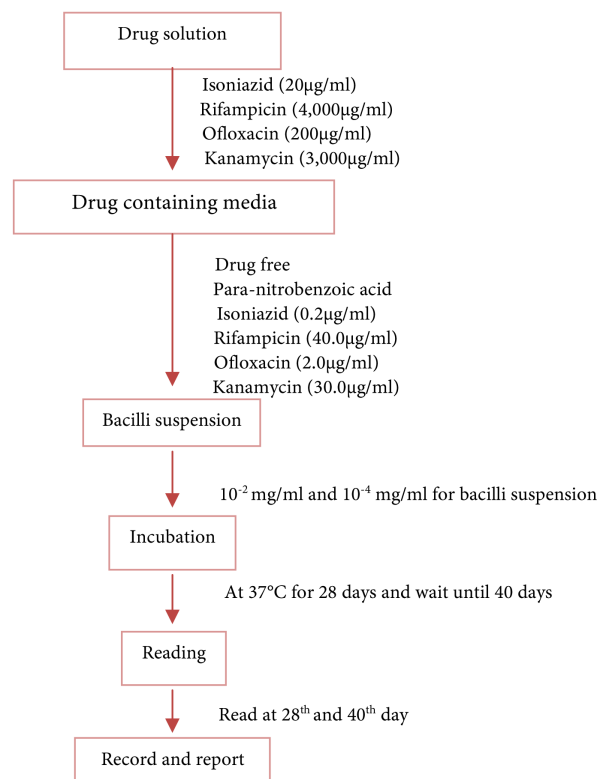 Drug solution
Isoniazid (20µg/ml)
Rifampicin (4,000µg/ml)
Ofloxacin (200µg/ml)
Kanamycin (3,000µg/ml)
Drug containing media
Drug free
Para-nitrobenzoic acid
Isoniazid (0.2µg/ml)
Rifampicin (40.0µg/ml)
Ofloxacin (2.0µg/ml)
Kanamycin (30.0µg/ml)
Bacilli suspension
10⁻² mg/ml and 10⁻⁴ mg/ml for bacilli suspension
Incubation
At 37°C for 28 days and wait until 40 days
Reading
Read at 28ᵗʰ and 40ᵗʰ day
Record and report